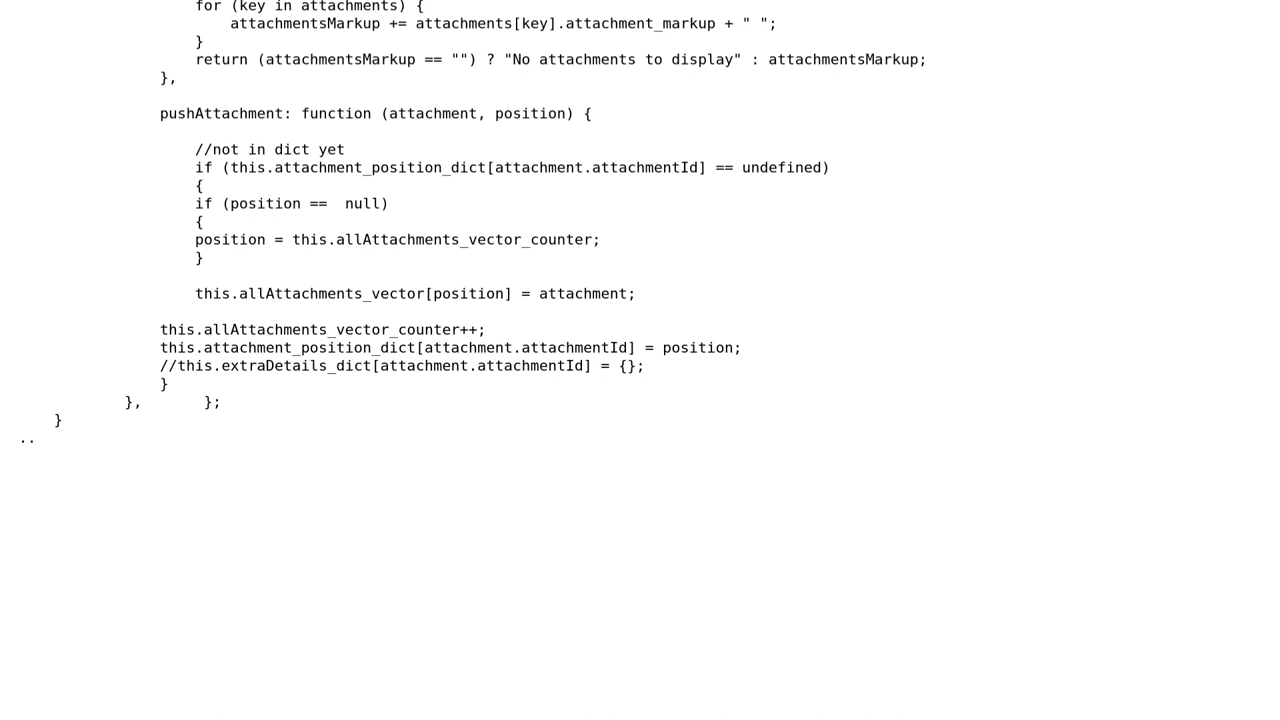 for (key in attachments) {
attachmentsMarkup += attachments[key].attachment_markup + " ";
}
return (attachmentsMarkup == "") ? "No attachments to display" : attachmentsMarkup;
},
pushAttachment: function (attachment, position) {
//not in dict yet
if (this.attachment_position_dict[attachment.attachmentId] == undefined)
{
if (position ==  null)
{
position = this.allAttachments_vector_counter;
}
this.allAttachments_vector[position] = attachment;
this.allAttachments_vector_counter++;
this.attachment_position_dict[attachment.attachmentId] = position;
//this.extraDetails_dict[attachment.attachmentId] = {};
}
},       };
}
..